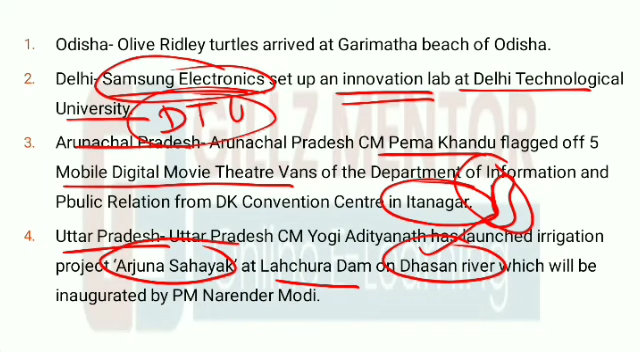 1. Odisha- Olive Ridley turtles arrived at Garimatha beach of Odisha.
2. Delhi- Samsung Electronics set up an innovation lab at Delhi Technological
University DTU
3. Arunachal Pradesh- Arunachal Pradesh CM Pema Khandu flagged off 5
Mobile Digital Movie Theatre Vans of the Department of Information and
Pbulic Relation from DK Convention Centre in Itanagar.
4. Uttar Pradesh- Uttar Pradesh CM Yogi Adityanath has launched irrigation
project 'Arjuna Sahayak' at Lahchura Dam on Dhasan river which will be
inaugurated by PM Narender Modi.
MENTOR
Online E-Learning